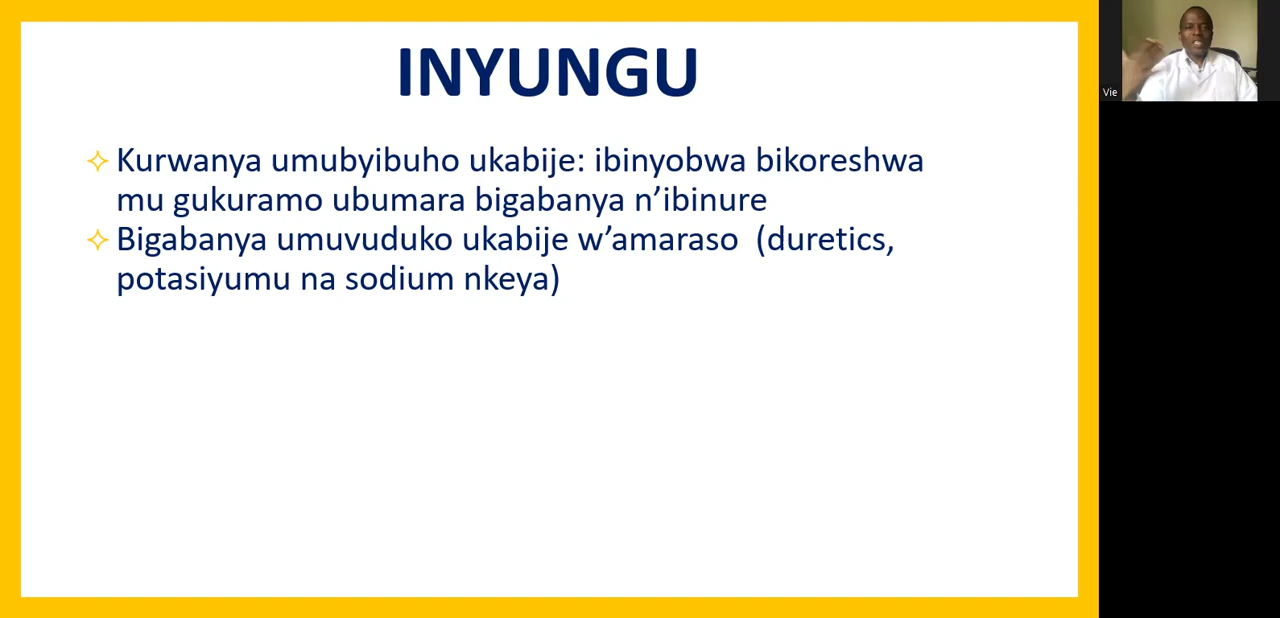 INYUNGU
Kurwanya umubyibuho ukabije: ibinyobwa bikoreshwa
mu gukuramo ubumara bigabanya n’ibinure
Bigabanya umuvuduko ukabije w’amaraso (duretics,
potasiyumu na sodium nkeya)
Vie